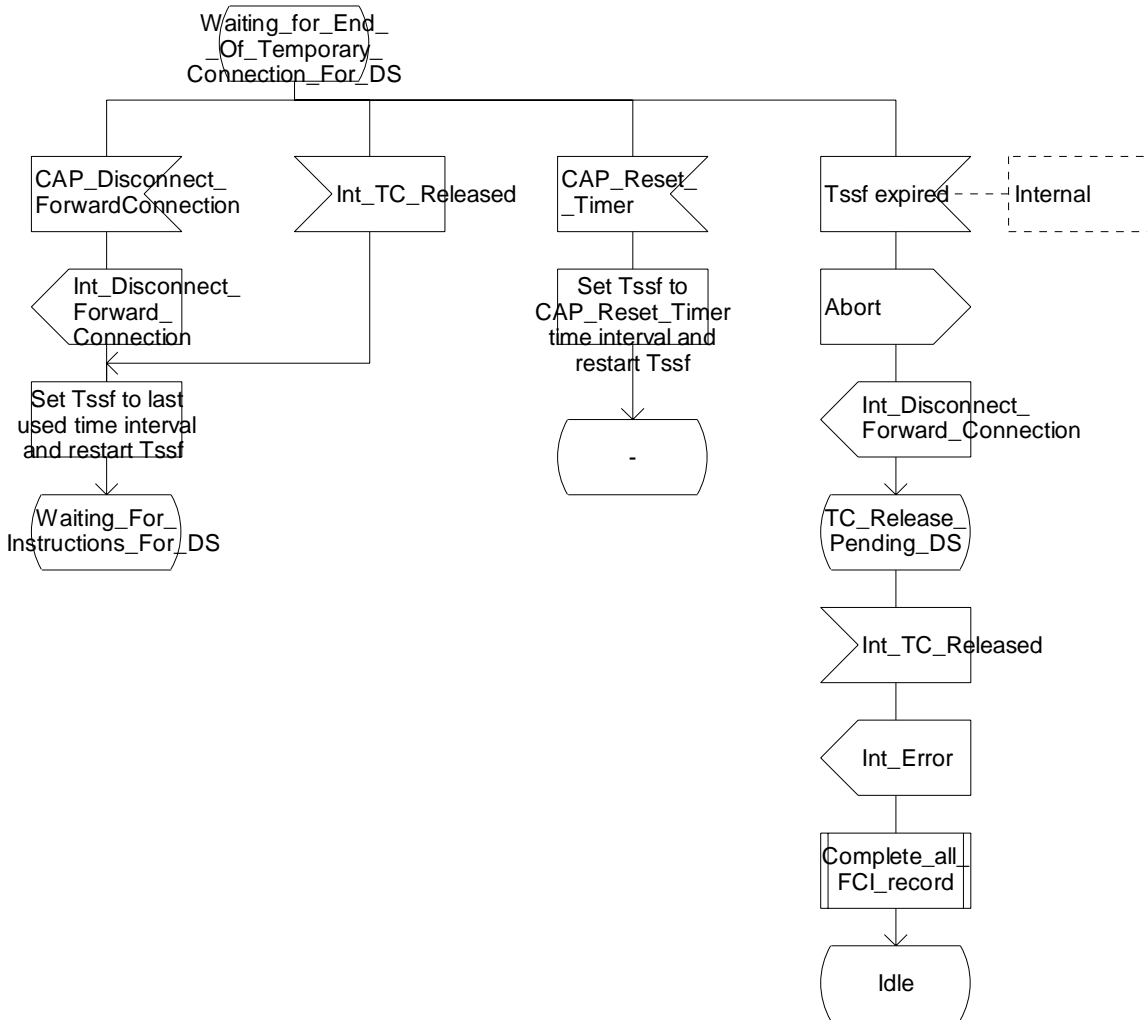 Waiting_for_End_
_Of_Temporary_
Connection_For_DS
CAP_Disconnect_
ForwardConnection
Int_TC_Released
CAP_Reset_
_Timer
Tssf expired
Internal
Int_Disconnect_
Forward_
Connection
Set Tssf to
CAP_Reset_Timer
time interval and
restart Tssf
Abort
Set Tssf to last
used time interval
and restart Tssf
-
Int_Disconnect_
Forward_Connection
Waiting_For_
Instructions_For_DS
TC_Release_
Pending_DS
Int_TC_Released
Int_Error
Complete_all_
FCI_record
Idle